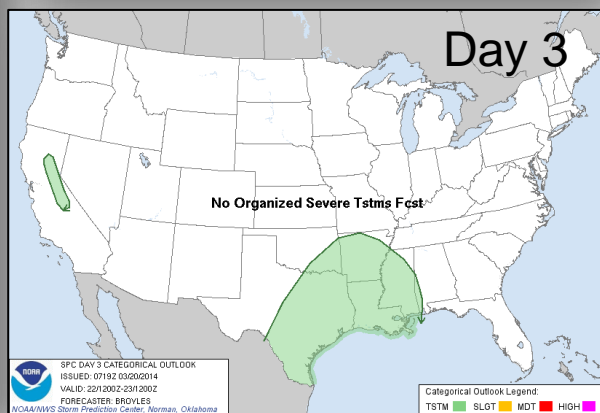 Day 3
No Organized Severe Tstms Fcst
NOAA
SPC DAY 3 CATEGORICAL OUTLOOK
ISSUED: 0719Z 03/20/2014
VALID: 22/1200Z-23/1200Z
FORECASTER: BROYLES
NOAA/NWS Storm Prediction Center, Norman, Oklahoma
Categorical Outlook Legend:
TSTM SLGT MDT HIGH